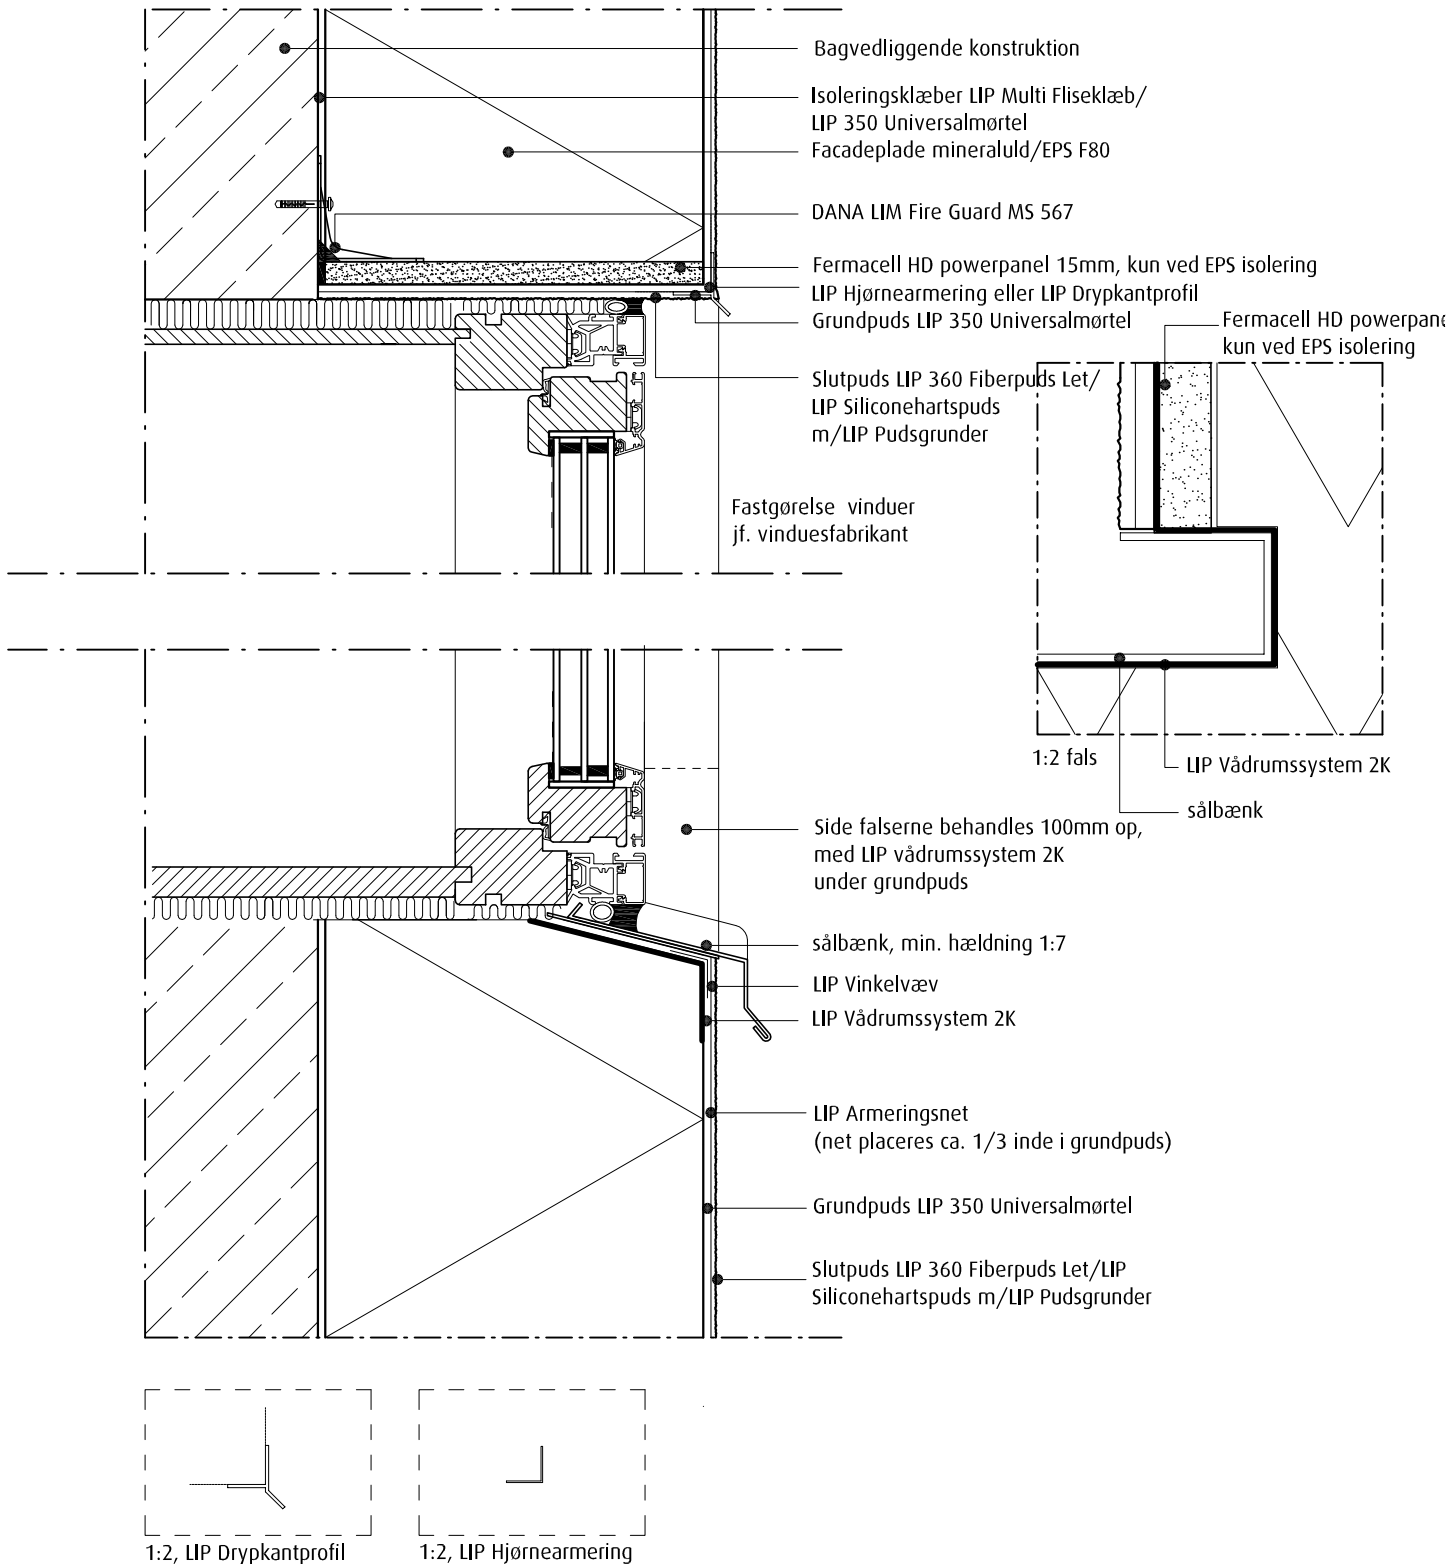 Bagvedliggende konstruktion
Isoleringsklæber LIP Multi Fliseklæb/
LIP 350 Universalmørtel
Facadeplade mineraluld/EPS F80
DANA LIM Fire Guard MS 567
Fermacell HD powerpanel 15mm, kun ved EPS isolering
LIP Hjørnearmering eller LIP Drypkantprofil
Grundpuds LIP 350 Universalmørtel
Fermacell HD powerpane
kun ved EPS isolering
Slutpuds LIP 360 Fiberpuds Let/
LIP Siliconehartspuds
m/LIP Pudsgrunder
Fastgørelse vinduer
jf. vinduesfabrikant
1:2 fals
LIP Vådrumssystem 2K
sålbænk
Side falserne behandles 100mm op,
med LIP vådrumssystem 2K
under grundpuds
sålbænk, min. hældning 1:7
LIP Vinkelvæv
LIP Vådrumssystem 2K
LIP Armeringsnet
(net placeres ca. 1/3 inde i grundpuds)
Grundpuds LIP 350 Universalmørtel
Slutpuds LIP 360 Fiberpuds Let/LIP
Siliconehartspuds m/LIP Pudsgrunder
1:2, LIP Drypkantprofil
1:2, LIP Hjørnearmering